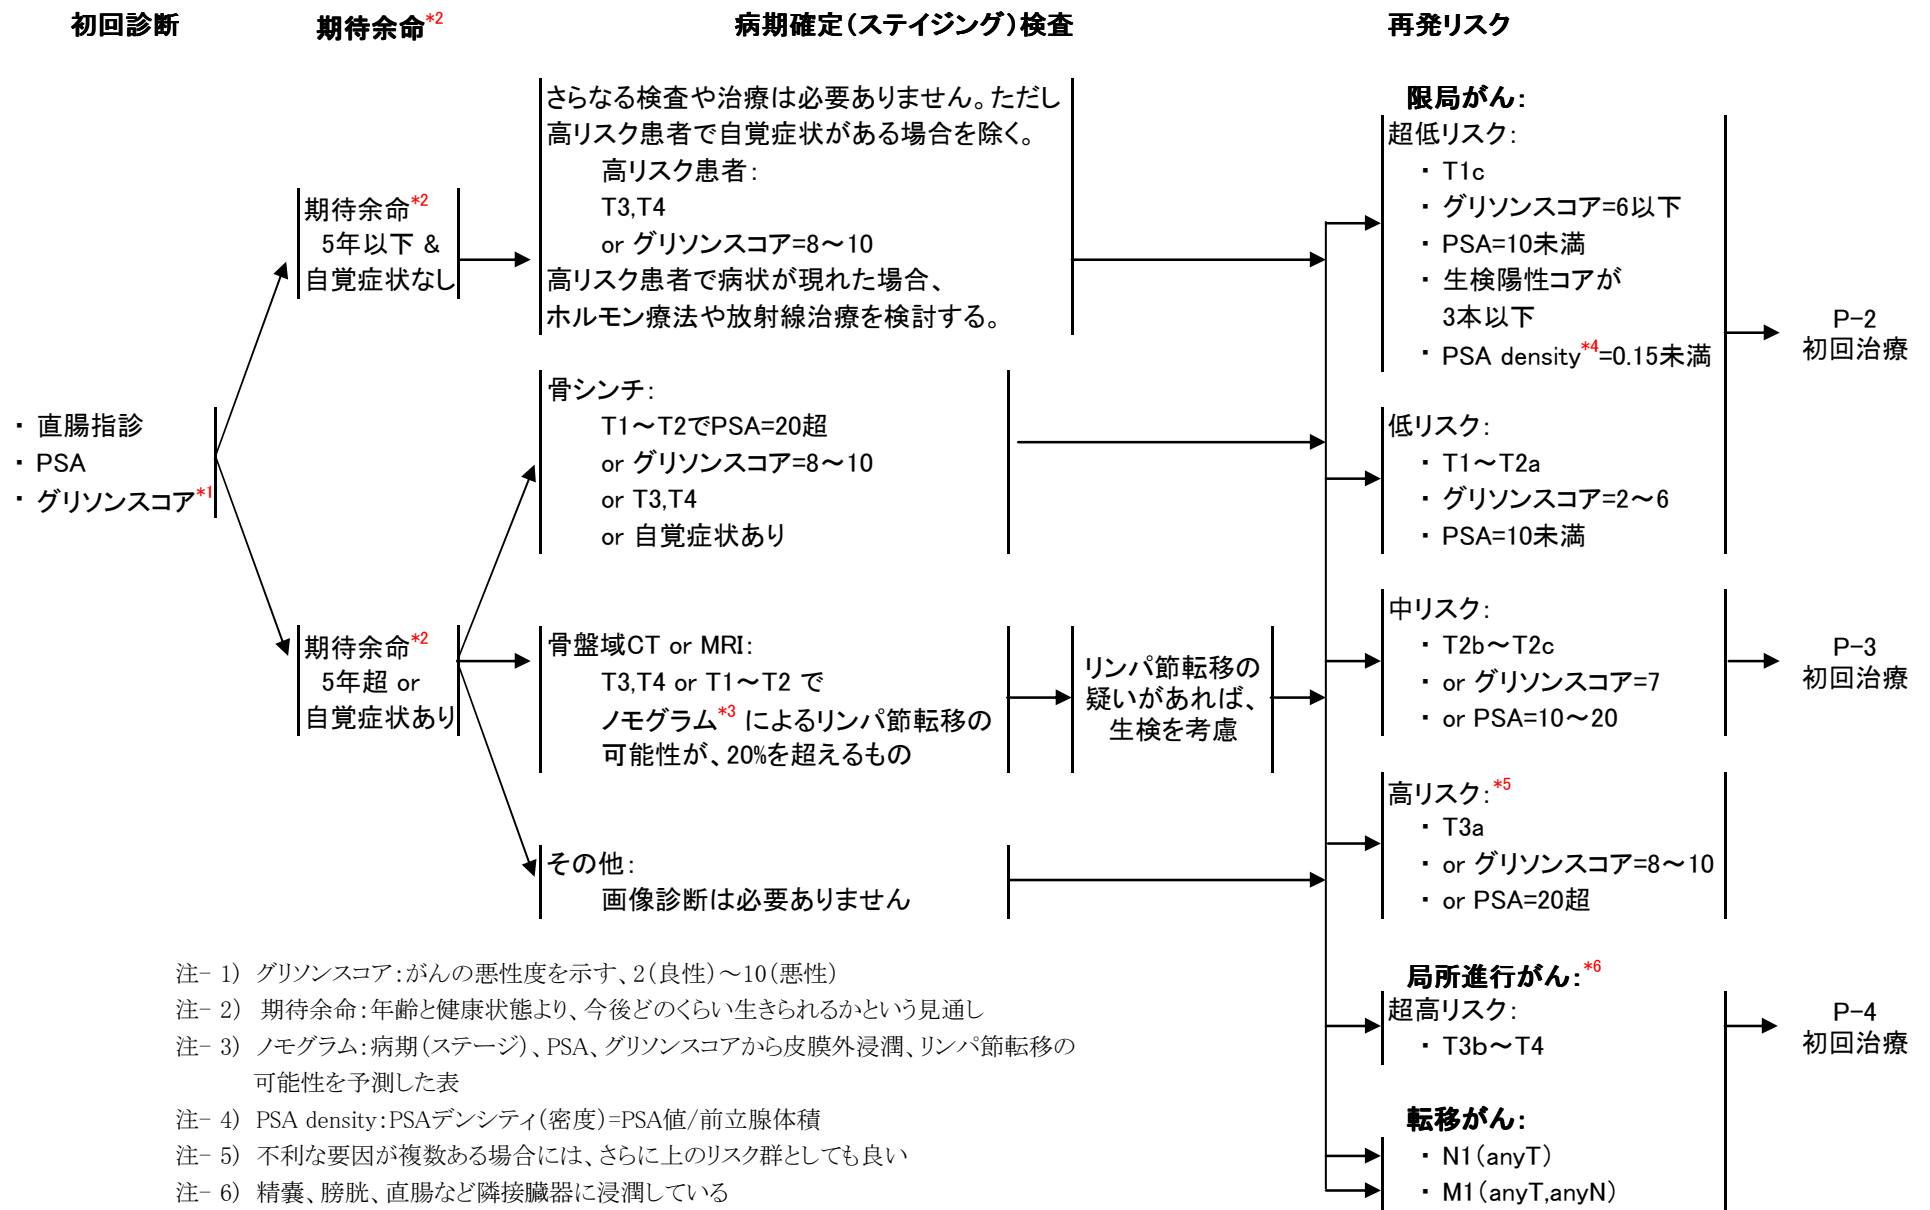 初回診断
期待余命*2
病期確定(ステイジング)検査
再発リスク
・ 直腸指診
・ PSA
・ グリソンスコア*1
期待余命*2
5年以下 &
自覚症状なし
期待余命*2
5年超 or
自覚症状あり
さらなる検査や治療は必要ありません。ただし
高リスク患者で自覚症状がある場合を除く。
高リスク患者:
T3,T4
or グリソンスコア=8～10
高リスク患者で病状が現れた場合、
ホルモン療法や放射線治療を検討する。
骨シンチ:
T1～T2でPSA=20超
or グリソンスコア=8～10
or T3,T4
or 自覚症状あり
骨盤域CT or MRI:
T3,T4 or T1～T2 で
ノモグラム*3 によるリンパ節転移の
可能性が、20%を超えるもの
リンパ節転移の
疑いがあれば、
生検を考慮
その他:
画像診断は必要ありません
限局がん:
超低リスク:
・ T1c
・ グリソンスコア=6以下
・ PSA=10未満
・ 生検陽性コアが
3本以下
・ PSA density*4=0.15未満
低リスク:
・ T1～T2a
・ グリソンスコア=2～6
・ PSA=10未満
P-2
初回治療
中リスク:
・ T2b～T2c
・ or グリソンスコア=7
・ or PSA=10～20
P-3
初回治療
高リスク:*5
・ T3a
・ or グリソンスコア=8～10
・ or PSA=20超
局所進行がん:*6
超高リスク:
・ T3b～T4
P-4
初回治療
転移がん:
・ N1(anyT)
・ M1(anyT,anyN)
注- 1) グリソンスコア:がんの悪性度を示す、2(良性)～10(悪性)
注- 2) 期待余命:年齢と健康状態より、今後どのくらい生きられるかという見通し
注- 3) ノモグラム:病期(ステージ)、PSA、グリソンスコアから皮膜外浸潤、リンパ節転移の
可能性を予測した表
注- 4) PSA density:PSAデンシティ(密度)=PSA値/前立腺体積
注- 5) 不利な要因が複数ある場合には、さらに上のリスク群としても良い
注- 6) 精嚢、膀胱、直腸など隣接臓器に浸潤している